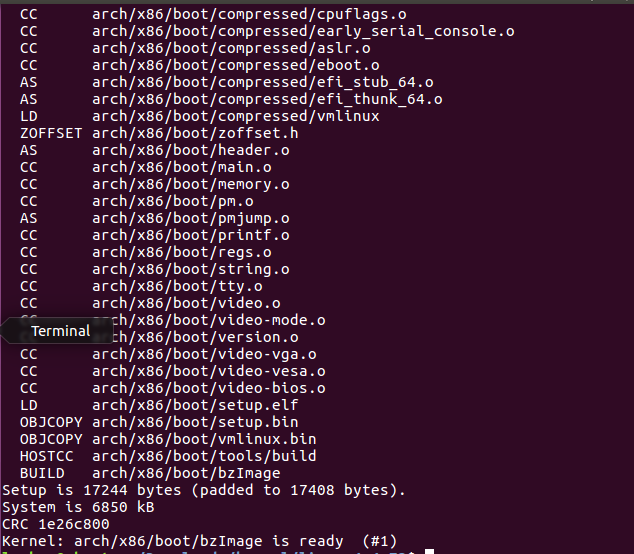 CC arch/x86/boot/compressed/cpuflags.o
CC arch/x86/boot/compressed/early_serial_console.o
CC arch/x86/boot/compressed/aslr.o
CC arch/x86/boot/compressed/eboot.o
AS arch/x86/boot/compressed/efi_stub_64.o
AS arch/x86/boot/compressed/efi_thunk_64.o
LD arch/x86/boot/compressed/vmlinux
ZOFFSET arch/x86/boot/zoffset.h
AS arch/x86/boot/header.o
CC arch/x86/boot/main.o
CC arch/x86/boot/memory.o
CC arch/x86/boot/pm.o
AS arch/x86/boot/pmjump.o
CC arch/x86/boot/printf.o
CC arch/x86/boot/regs.o
CC arch/x86/boot/string.o
CC arch/x86/boot/tty.o
CC arch/x86/boot/video.o
CC arch/x86/boot/video-mode.o
Terminal
CC arch/x86/boot/version.o
CC arch/x86/boot/video-vga.o
CC arch/x86/boot/video-vesa.o
CC arch/x86/boot/video-bios.o
LD arch/x86/boot/setup.elf
OBJCOPY arch/x86/boot/setup.bin
OBJCOPY arch/x86/boot/vmlinux.bin
HOSTCC arch/x86/boot/tools/build
BUILD arch/x86/boot/bzImage
Setup is 17244 bytes (padded to 17408 bytes).
System is 6850 kB
CRC 1e26c800
Kernel: arch/x86/boot/bzImage is ready (#1)